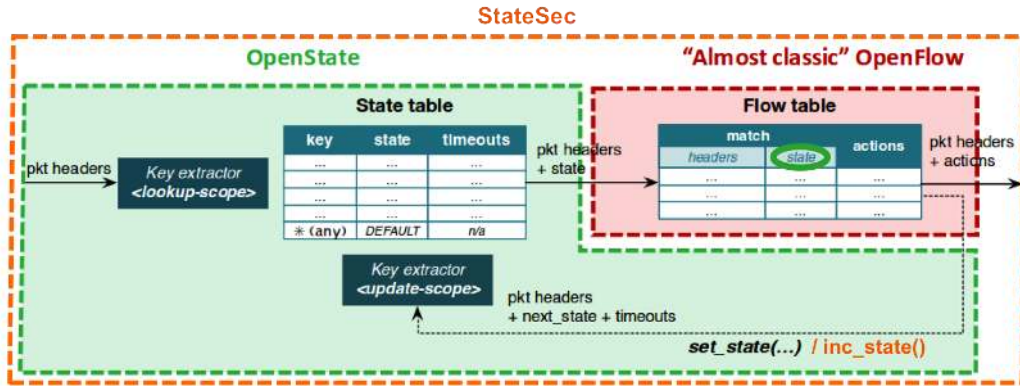 StateSec
OpenState
“Almost classic” OpenFlow
State table
Flow table
key state timeouts
... ... ...
... ... ...
... ... ...
... ... ...
* (any) DEFAULT n/a
match
actions
headers state
... ... ...
... ... ...
... ... ...
pkt headers
Key extractor
<lookup-scope>
pkt headers
+ state
pkt headers
+ actions
Key extractor
<update-scope>
pkt headers
+ next_state + timeouts
set_state(...) / inc_state()